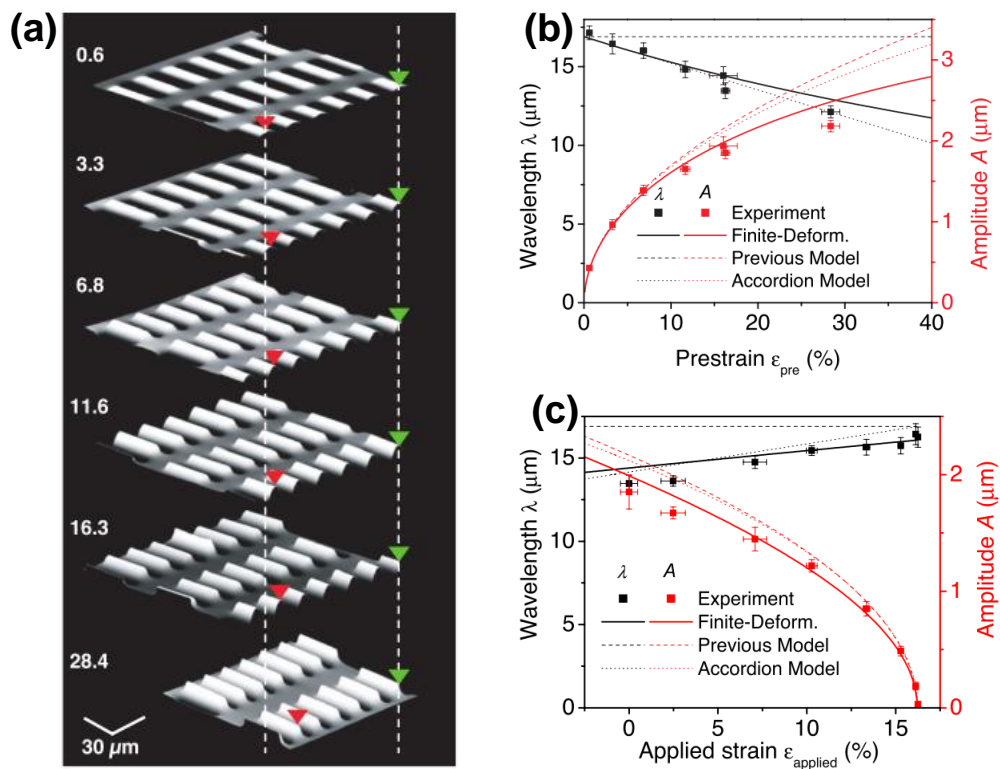 (a)
0.6
3.3
6.8
11.6
16.3
28.4
30 µm
(b)
Wavelength λ (µm)
15
10
5
0
0 10 20 30 40
Prestrain εpre (%)
3
2
1
0
Amplitude A (µm)
λ A
Experiment
Finite-Deform.
Previous Model
Accordion Model
(c)
Wavelength λ (µm)
15
10
5
0
0 5 10 15
Applied strain εapplied (%)
2
1
0
Amplitude A (µm)
λ A
Experiment
Finite-Deform.
Previous Model
Accordion Model